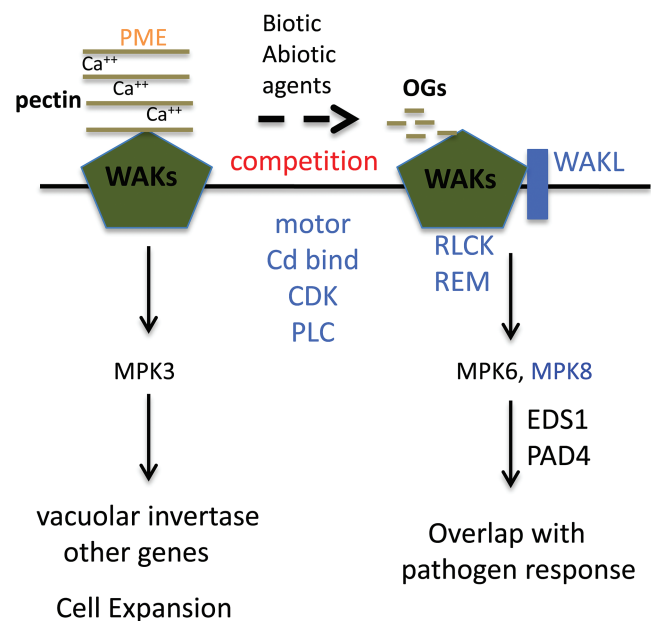 PME
Ca++
Ca++
pectin
Ca++
WAKs
Biotic
Abiotic
agents
competition
OGs
WAKs
WAKL
motor
Cd bind
CDK
PLC
RLCK
REM
MPK3
MPK6, MPK8
EDS1
PAD4
vacuolar invertase
other genes
Cell Expansion
Overlap with
pathogen response